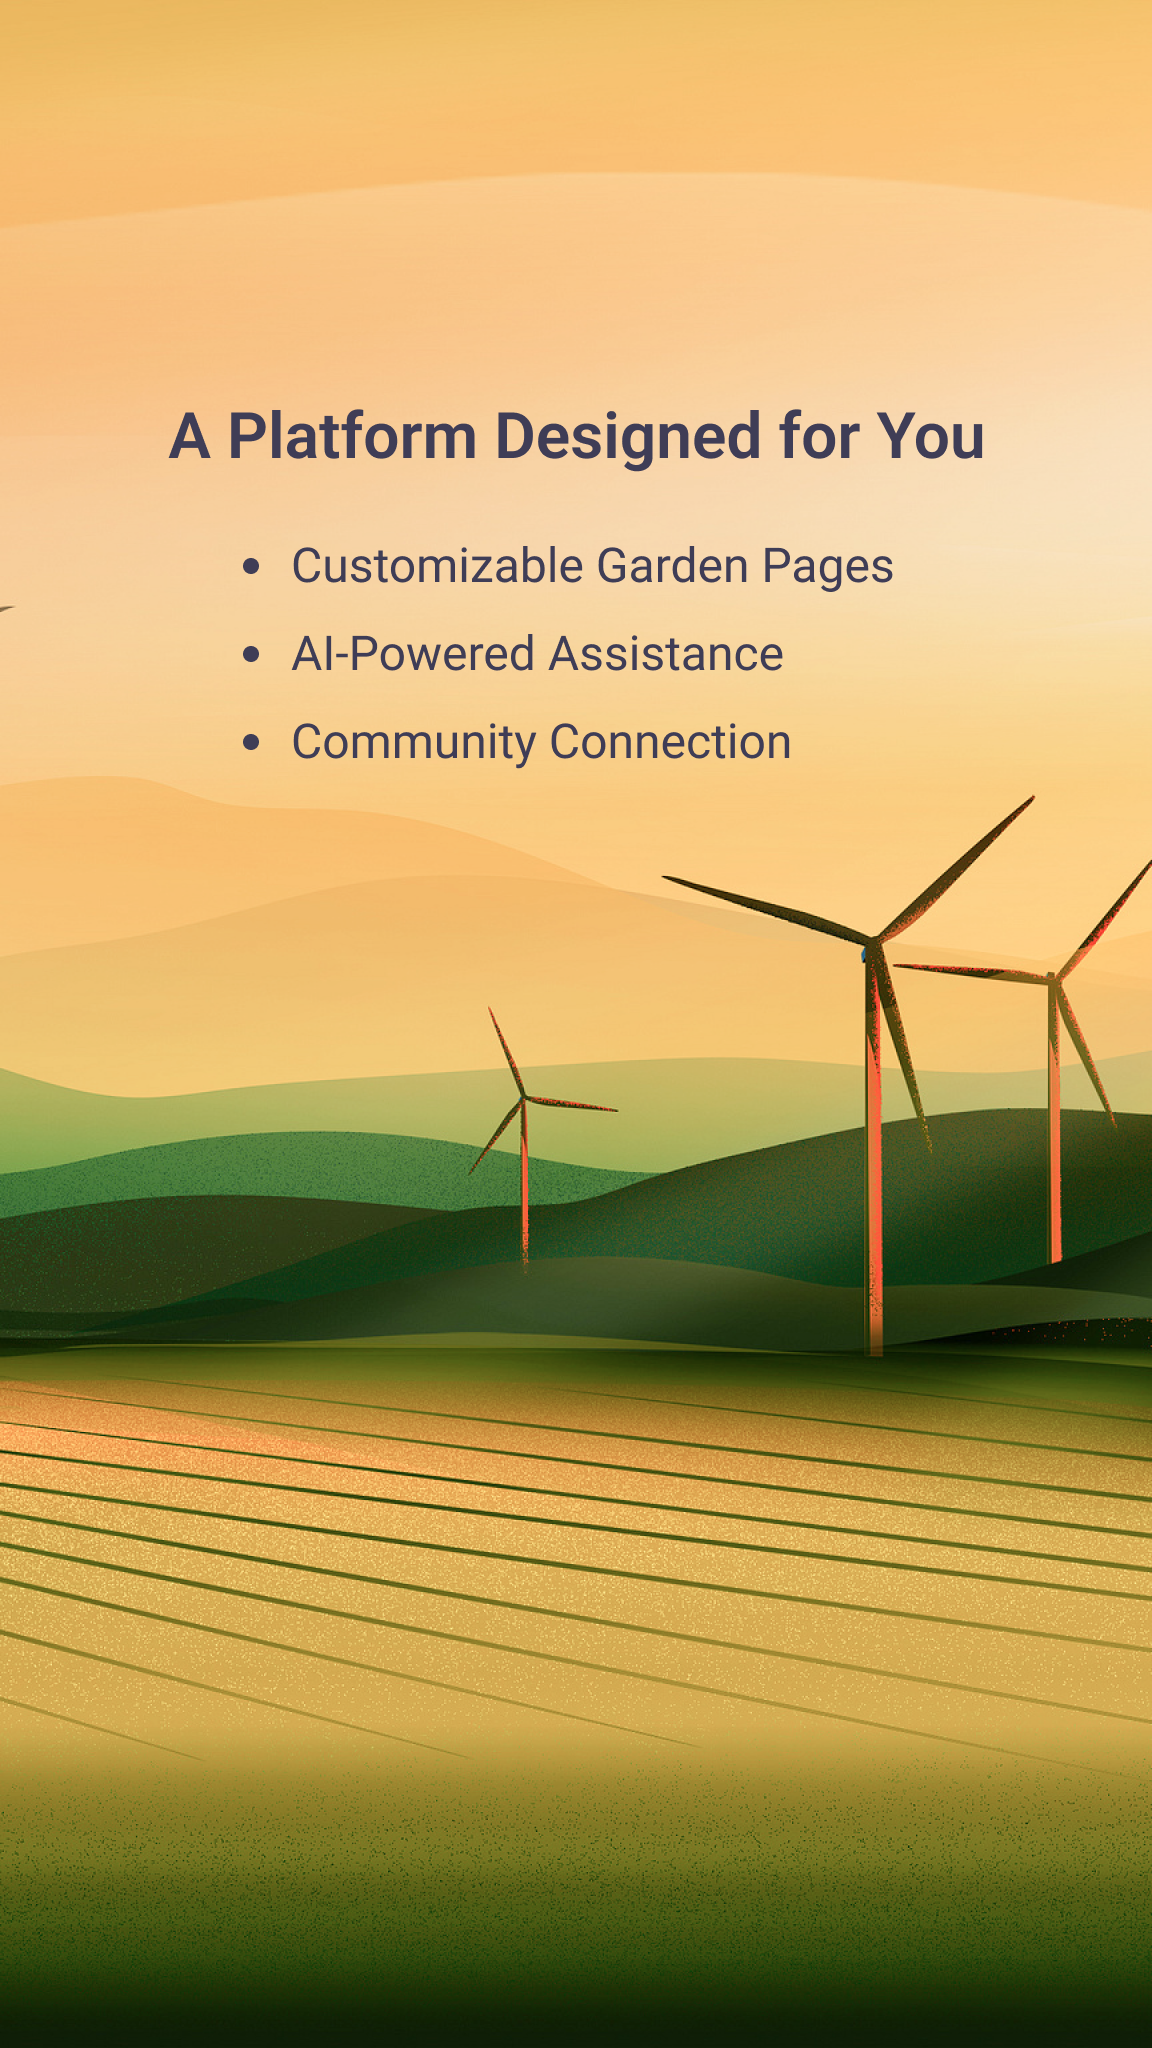 A Platform Designed for You
• Customizable Garden Pages
• AI-Powered Assistance
• Community Connection